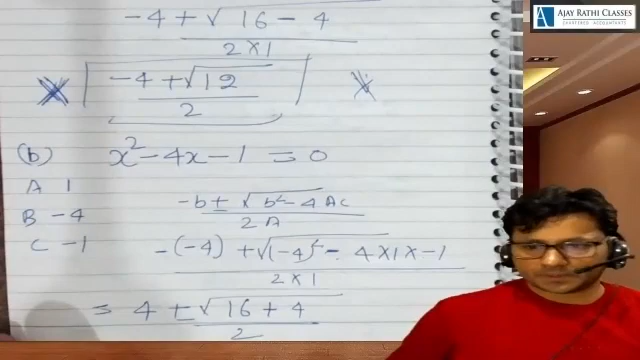 -4 + √16 - 4
2×1
-4 + √12
2
(b) x² - 4x - 1 = 0
A 1
B -4
C -1
-b ± √b² - 4AC
2A
-(-4) + √(-4)² - 4×1×-1
2×1
= 4 ± √16 + 4
2
A
AJAY RATHI CLASSES
CHARTERED ACCOUNTANTS